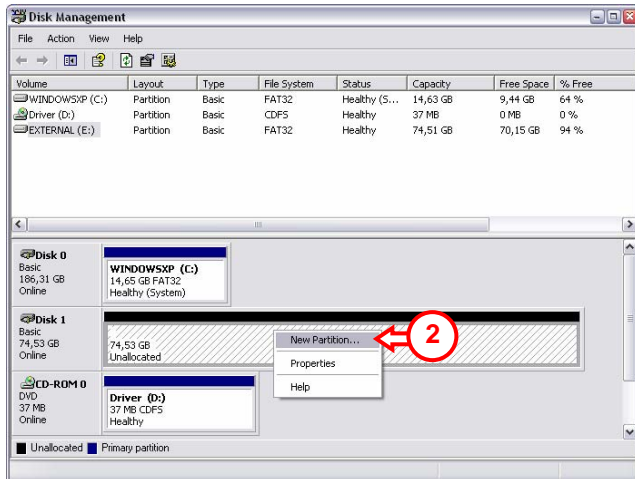 Disk Management
File Action View Help
Volume Layout Type File System Status Capacity Free Space % Free
WINDOWSXP (C:) Partition Basic FAT32 Healthy (S... 14,63 GB 9,44 GB 64 %
Driver (D:) Partition Basic CDFS Healthy 37 MB 0 MB 0 %
EXTERNAL (E:) Partition Basic FAT32 Healthy 74,51 GB 70,15 GB 94 %
Disk 0
Basic
186,31 GB
Online
WINDOWSXP (C:)
14,65 GB FAT32
Healthy (System)
Disk 1
Basic
74,53 GB
Online
74,53 GB
Unallocated
New Partition...
Properties
Help
2
CD-ROM 0
DVD
37 MB
Online
Driver (D:)
37 MB CDFS
Healthy
Unallocated Primary partition